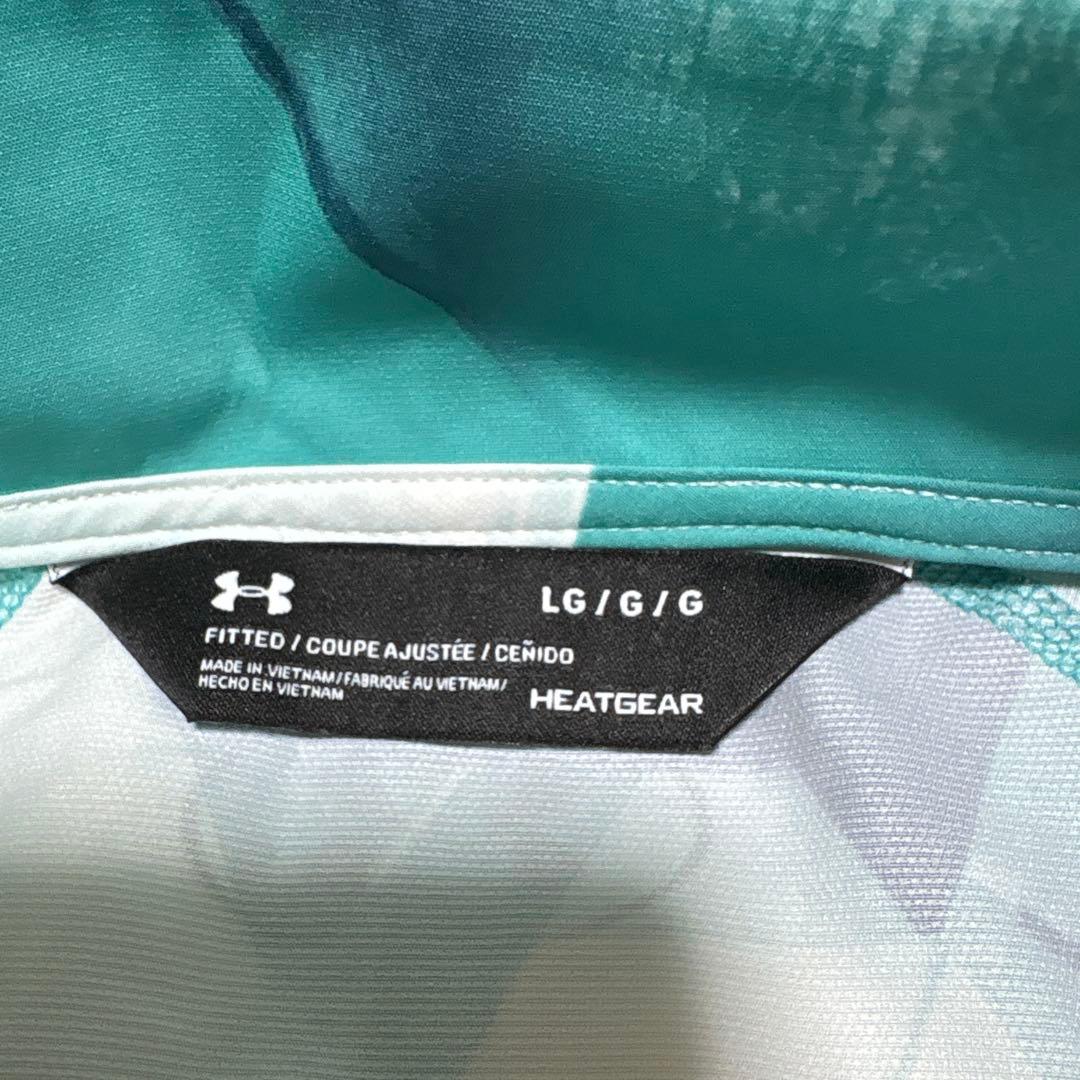 LG / G / G
FITTED / COUPE AJUSTÉE / CEÑIDO
MADE IN VIETNAM/FABRIQUÉ AU VIETNAM/
HECHO EN VIETNAM
HEATGEAR